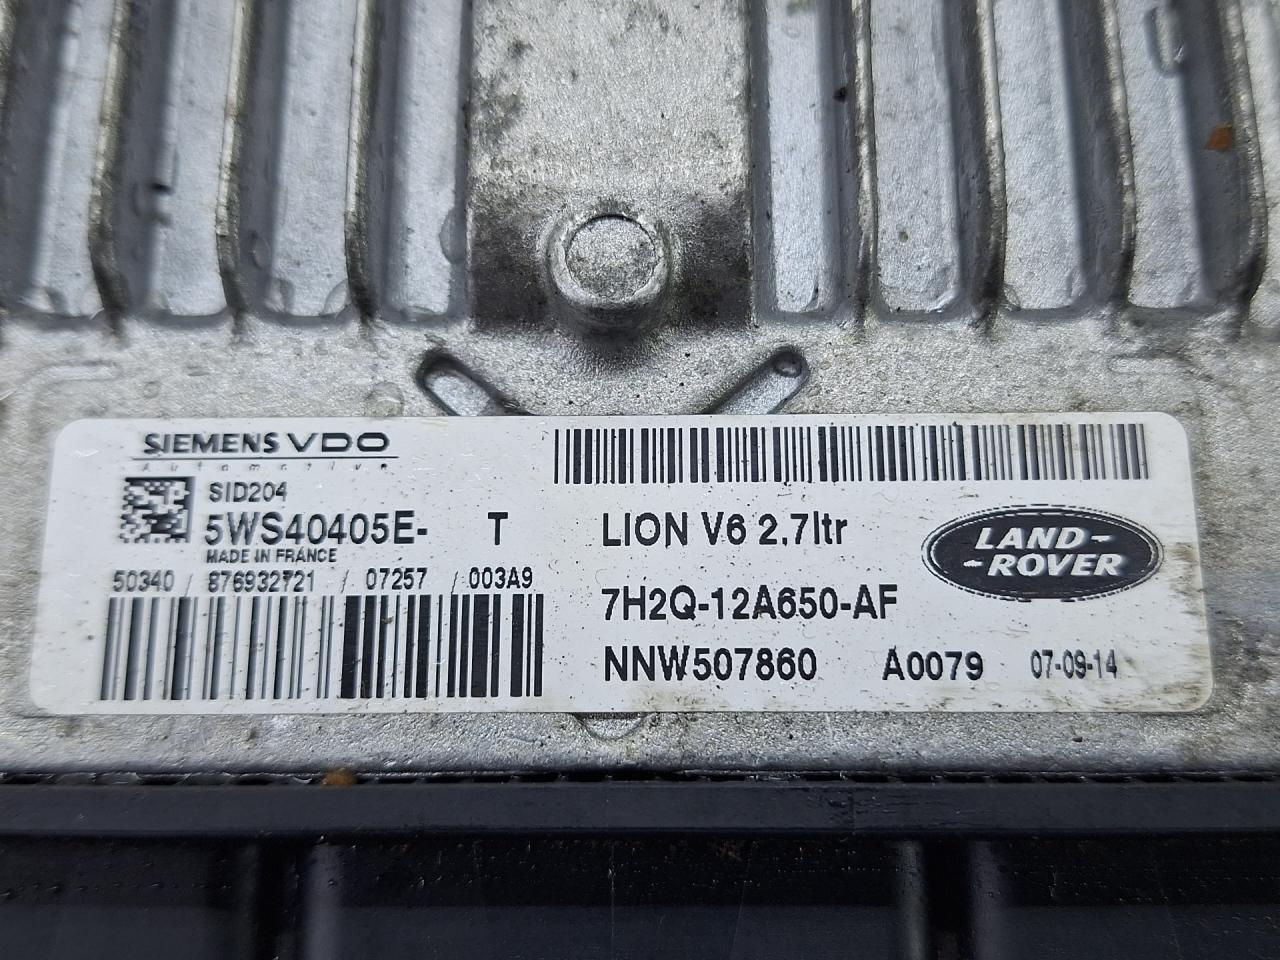 SIEMENS VDO
Automotive
SID204
5WS40405E- T
MADE IN FRANCE
50340 / 876932721 / 07257 / 003A9
LION V6 2.7ltr
LAND-
-ROVER
7H2Q-12A650-AF
NNW507860 A0079 07-09-14